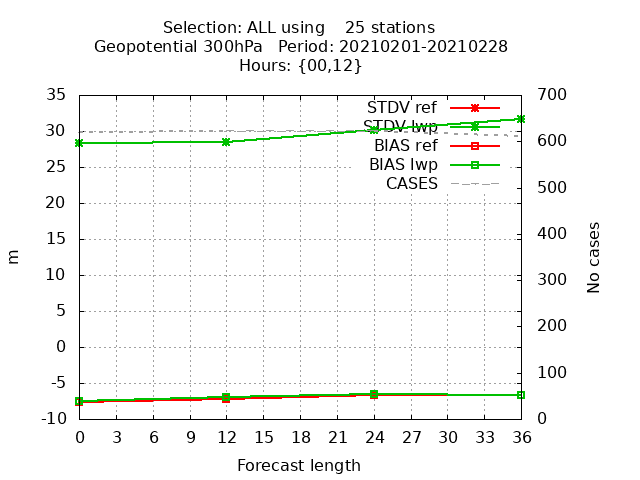 Selection: ALL using    25 stations
Geopotential 300hPa   Period: 20210201-20210228
Hours: {00,12}
35 700
STDV ref
STDV lwp
30 600
BIAS ref
25 BIAS lwp
500
CASES
20
400
15
m
No cases
10 300
5
200
0
-5 100
-10 0
0 3 6 9 12 15 18 21 24 27 30 33 36
Forecast length